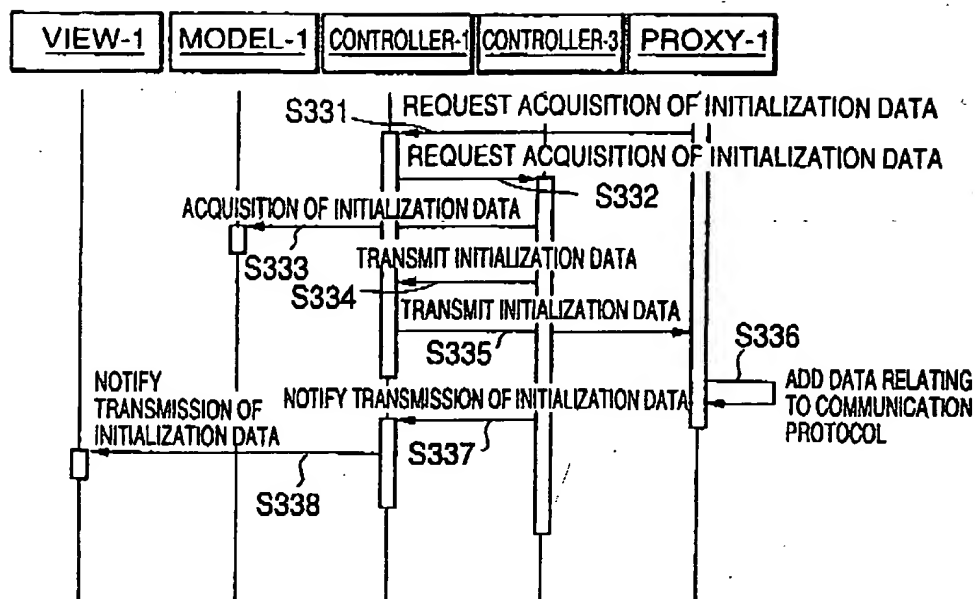 VIEW-1
MODEL-1
CONTROLLER-1
CONTROLLER-3
PROXY-1
S331
REQUEST ACQUISITION OF INITIALIZATION DATA
REQUEST ACQUISITION OF INITIALIZATION DATA
S332
ACQUISITION OF INITIALIZATION DATA
S333
TRANSMIT INITIALIZATION DATA
S334
TRANSMIT INITIALIZATION DATA
S335
S336
ADD DATA RELATING
TO COMMUNICATION
PROTOCOL
NOTIFY
TRANSMISSION OF
INITIALIZATION DATA
NOTIFY TRANSMISSION OF INITIALIZATION DATA
S337
S338